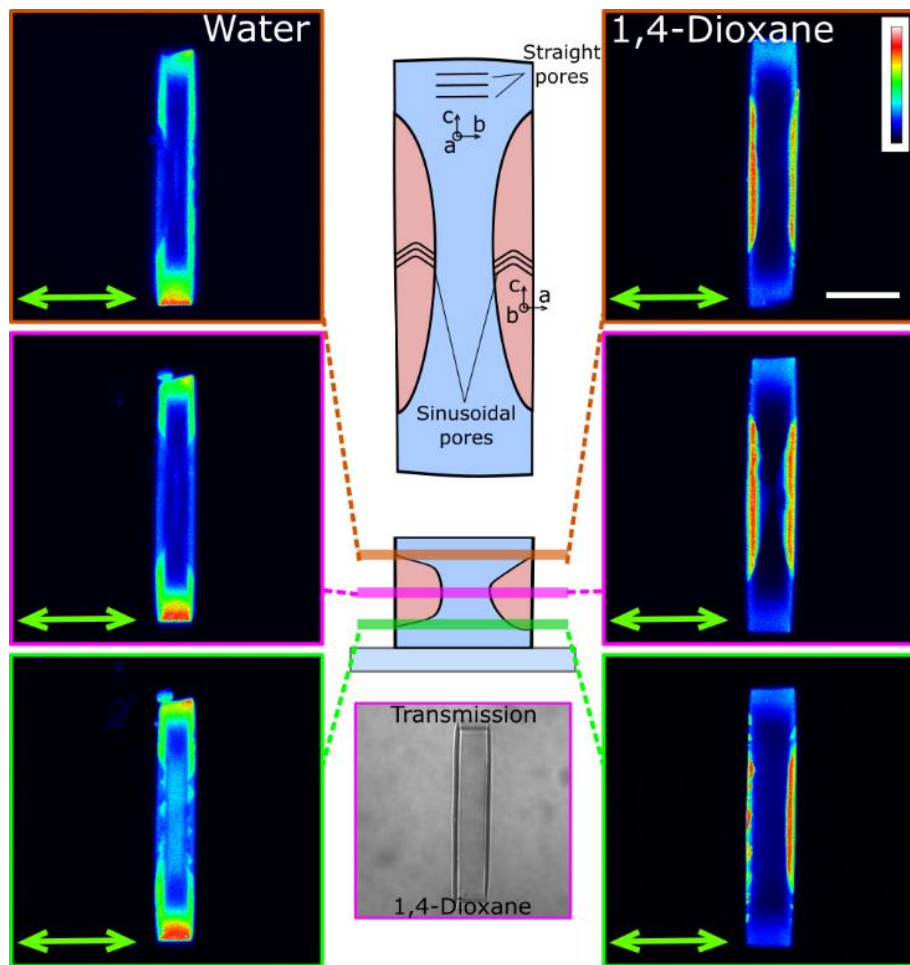 Water
1,4-Dioxane
Straight
pores
c
b
a
c
a
b
Sinusoidal
pores
Transmission
1,4-Dioxane